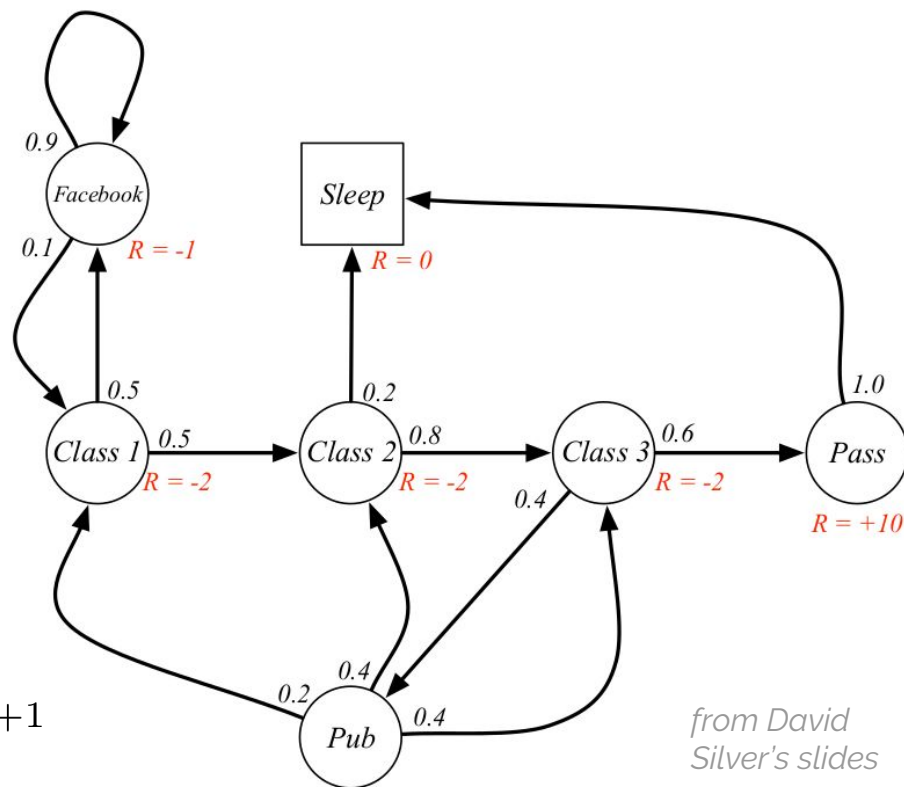 0.9
Facebook
0.1
R = -1
Sleep
R = 0
0.5
0.2
1.0
Class 1
0.5
R = -2
Class 2
0.8
R = -2
Class 3
0.6
R = -2
Pass
R = +10
0.4
0.2
0.4
0.4
Pub
+1
from David
Silver's slides